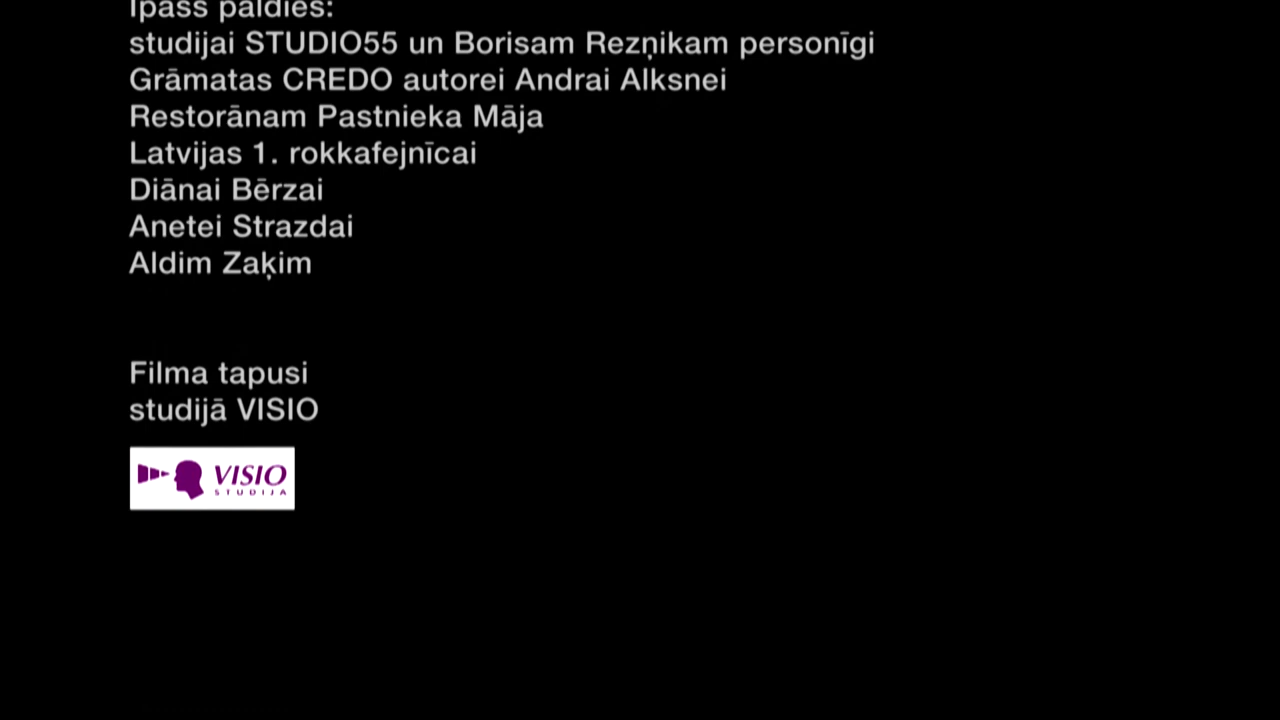 Īpašs paldies:
studijai STUDIO55 un Borisam Rezņikam personīgi
Grāmatas CREDO autorei Andrai Alksnei
Restorānam Pastnieka Māja
Latvijas 1. rokkafejnīcai
Diānai Bērzai
Anetei Strazdai
Aldim Zaķim
Filma tapusi
studijā VISIO
VISIO
STUDIJA